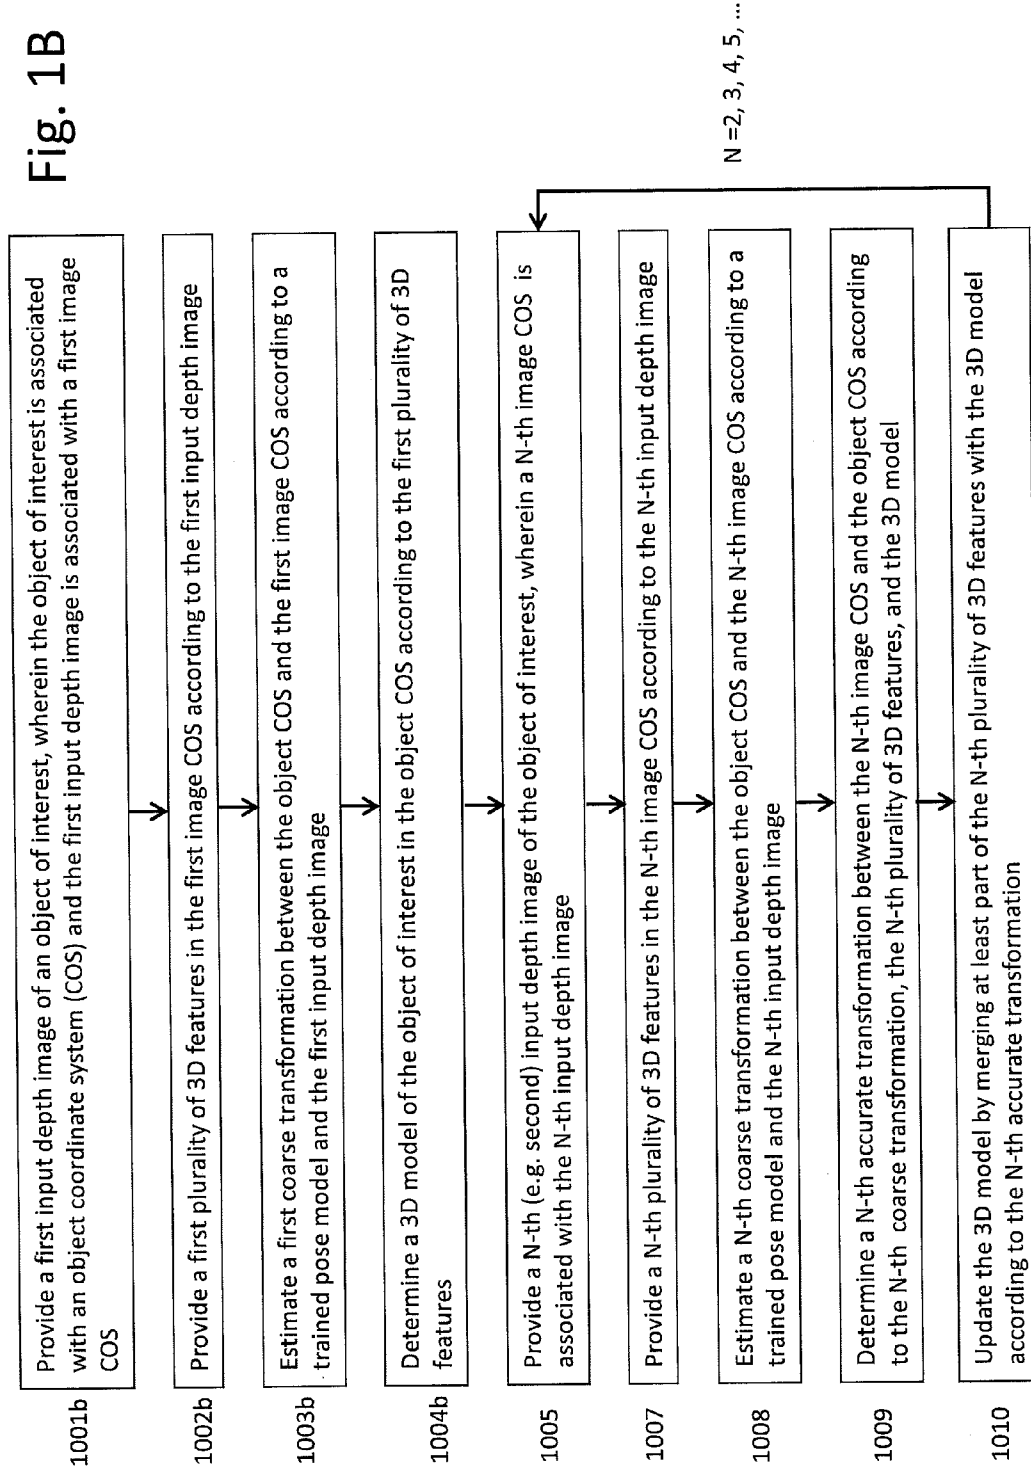 Fig. 1B
1001b
Provide a first input depth image of an object of interest, wherein the object of interest is associated
with an object coordinate system (COS) and the first input depth image is associated with a first image
COS
1002b
Provide a first plurality of 3D features in the first image COS according to the first input depth image
1003b
Estimate a first coarse transformation between the object COS and the first image COS according to a
trained pose model and the first input depth image
1004b
Determine a 3D model of the object of interest in the object COS according to the first plurality of 3D
features
1005
Provide a N-th (e.g. second) input depth image of the object of interest, wherein a N-th image COS is
associated with the N-th input depth image
1007
Provide a N-th plurality of 3D features in the N-th image COS according to the N-th input depth image
1008
Estimate a N-th coarse transformation between the object COS and the N-th image COS according to a
trained pose model and the N-th input depth image
1009
Determine a N-th accurate transformation between the N-th image COS and the object COS according
to the N-th coarse transformation, the N-th plurality of 3D features, and the 3D model
1010
Update the 3D model by merging at least part of the N-th plurality of 3D features with the 3D model
according to the N-th accurate transformation
N =2, 3, 4, 5, ...